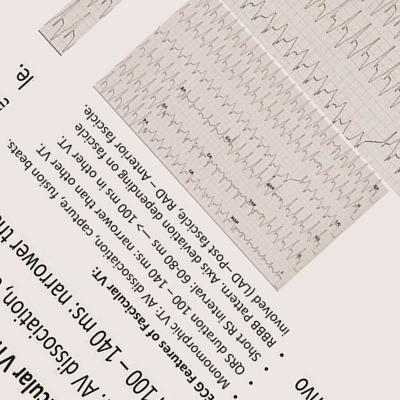 ECG Features of Fascicular VT:
Monomorphic VT: AV dissociation, capture, fusion beats.
QRS duration 100 – 140 ms: narrower than other VT.
Short RS Interval: 60-80 ms –> 100 ms in other VT.
RBBB Pattern. Axis deviation depending on fascicle
involved (LAD –Post fascicle, RAD – Anterior fascicle.
cular VT
AV dissociation,
100 – 140 ms: narrower
le.